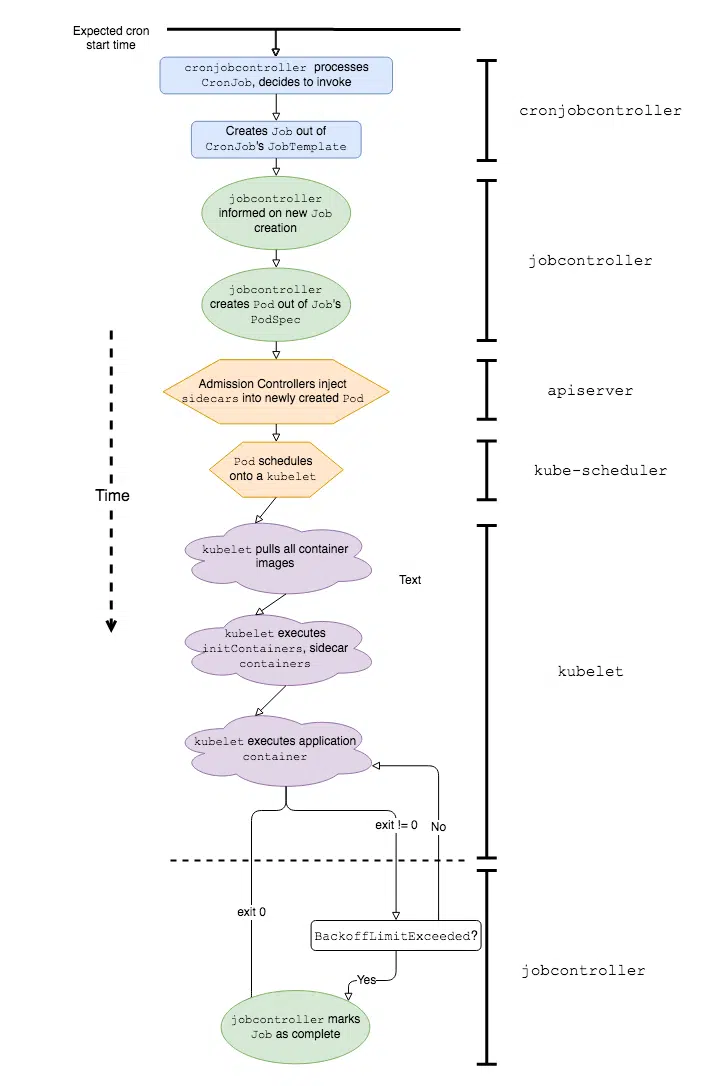 Expected cron
start time
cronjobcontroller processes
CronJob, decides to invoke
cronjobcontroller
Creates Job out of
CronJob's JobTemplate
jobcontroller
informed on new Job
creation
jobcontroller
jobcontroller
creates Pod out of Job's
PodSpec
Admission Controllers inject
sidecars into newly created Pod
apiserver
Pod schedules
onto a kubelet
kube-scheduler
Time
kubelet pulls all container
images
Text
kubelet executes
initContainers, sidecar
containers
kubelet
kubelet executes application
container
exit != 0
No
exit 0
BackoffLimitExceeded?
jobcontroller
Yes
jobcontroller marks
Job as complete